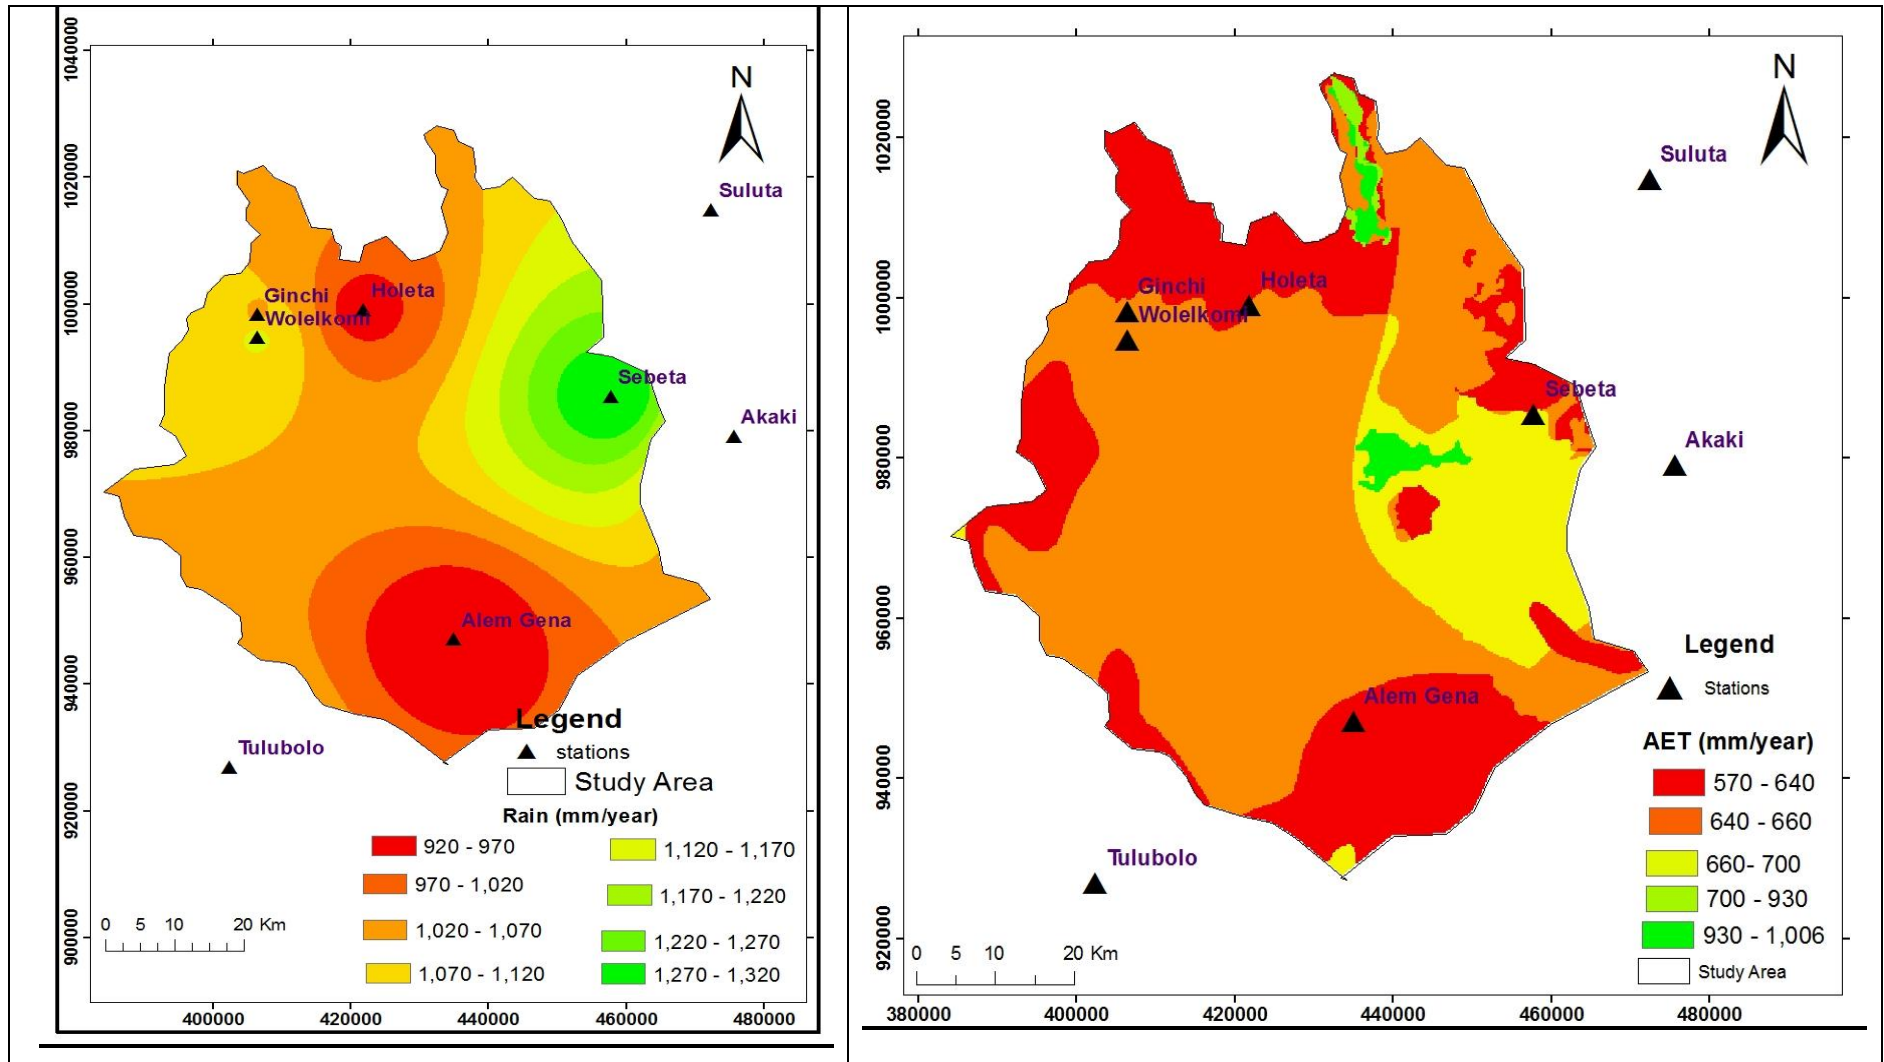 1040000
1020000
1000000
980000
960000
940000
920000
900000
N
Suluta
Ginchi
Holeta
Wolelkomi
Sebeta
Akaki
Alem Gena
Tulubolo
Legend
stations
Study Area
Rain (mm/year)
920 - 970
970 - 1,020
1,020 - 1,070
1,070 - 1,120
1,120 - 1,170
1,170 - 1,220
1,220 - 1,270
1,270 - 1,320
0 5 10 20 Km
400000 420000 440000 460000 480000
1020000
1000000
980000
960000
940000
920000
N
Suluta
Ginchi
Holeta
Wolelkomi
Sebeta
Akaki
Alem Gena
Tulubolo
Legend
Stations
AET (mm/year)
570 - 640
640 - 660
660- 700
700 - 930
930 - 1,006
Study Area
0 5 10 20 Km
380000 400000 420000 440000 460000 480000